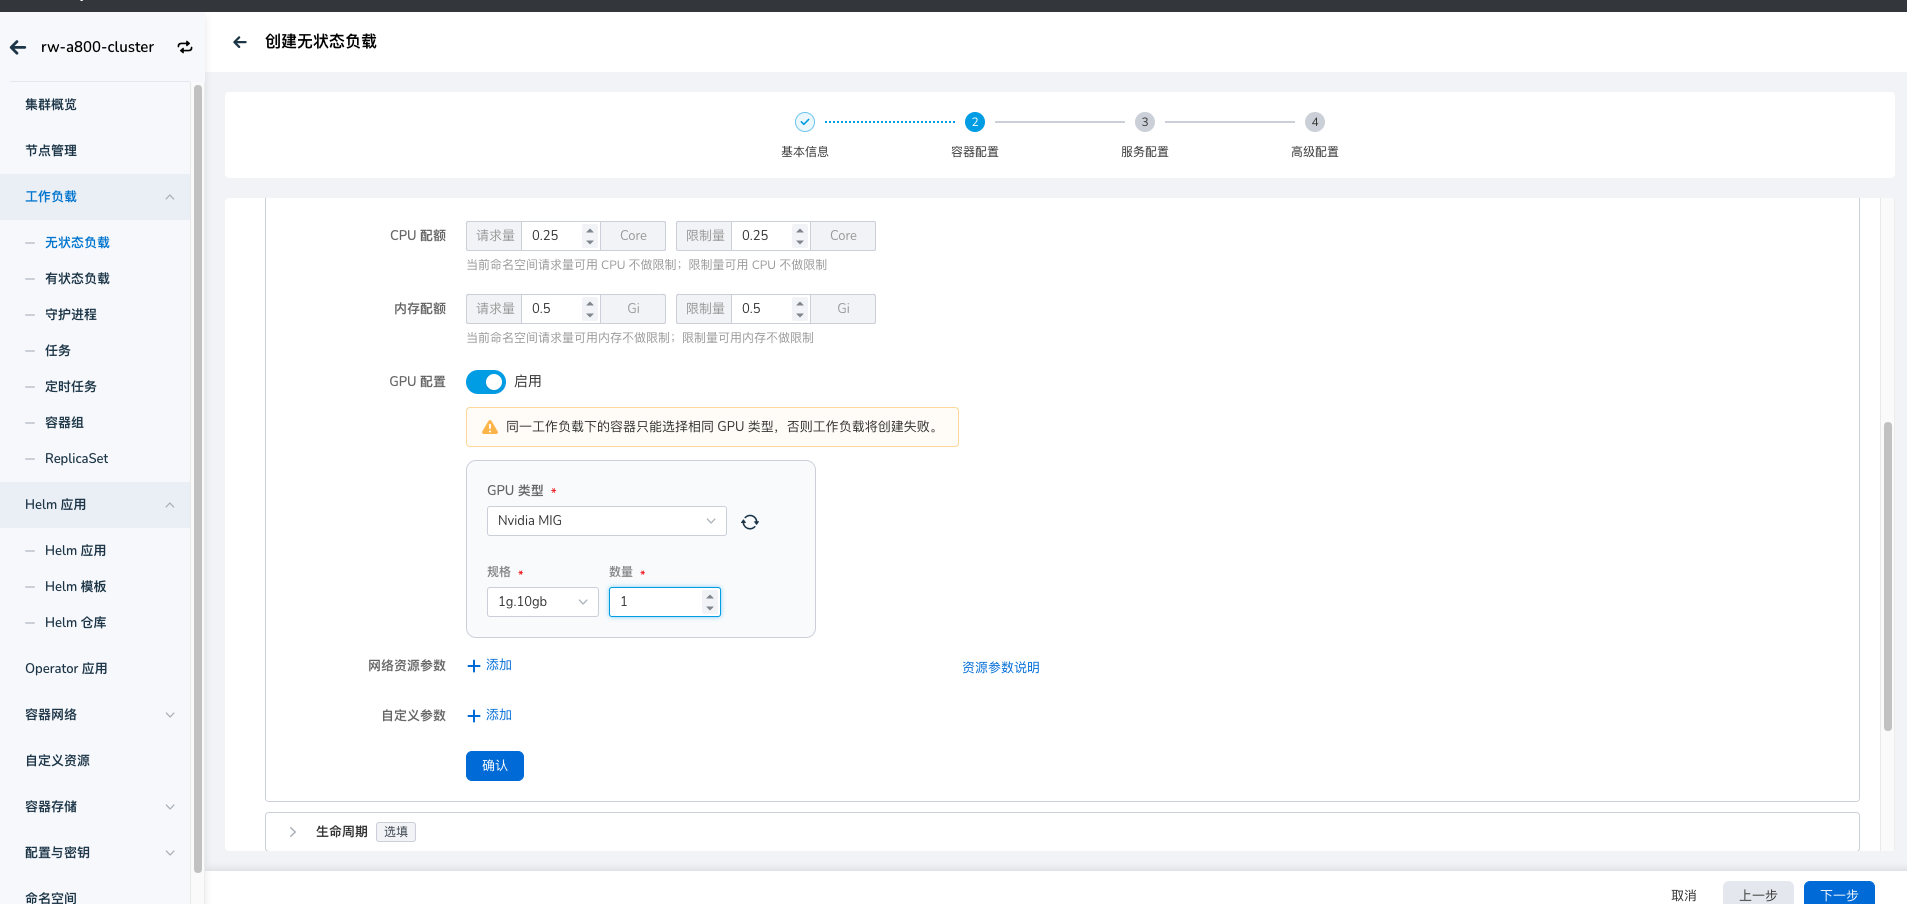 rw-a800-cluster
集群概览
节点管理
工作负载
无状态负载
有状态负载
守护进程
任务
定时任务
容器组
ReplicaSet
Helm 应用
Helm 应用
Helm 模板
Helm 仓库
Operator 应用
容器网络
自定义资源
容器存储
配置与密钥
命名空间
创建无状态负载
2 3 4
基本信息 容器配置 服务配置 高级配置
CPU 配额 请求量 0.25 Core 限制量 0.25 Core
当前命名空间请求量可用 CPU 不做限制；限制量可用 CPU 不做限制
内存配额 请求量 0.5 Gi 限制量 0.5 Gi
当前命名空间请求量可用内存不做限制；限制量可用内存不做限制
GPU 配置 启用
同一工作负载下的容器只能选择相同 GPU 类型，否则工作负载将创建失败。
GPU 类型 *
Nvidia MIG
规格 * 数量 *
1g.10gb 1
网络资源参数 添加 资源参数说明
自定义参数 添加
确认
生命周期 选填
取消 上一步 下一步